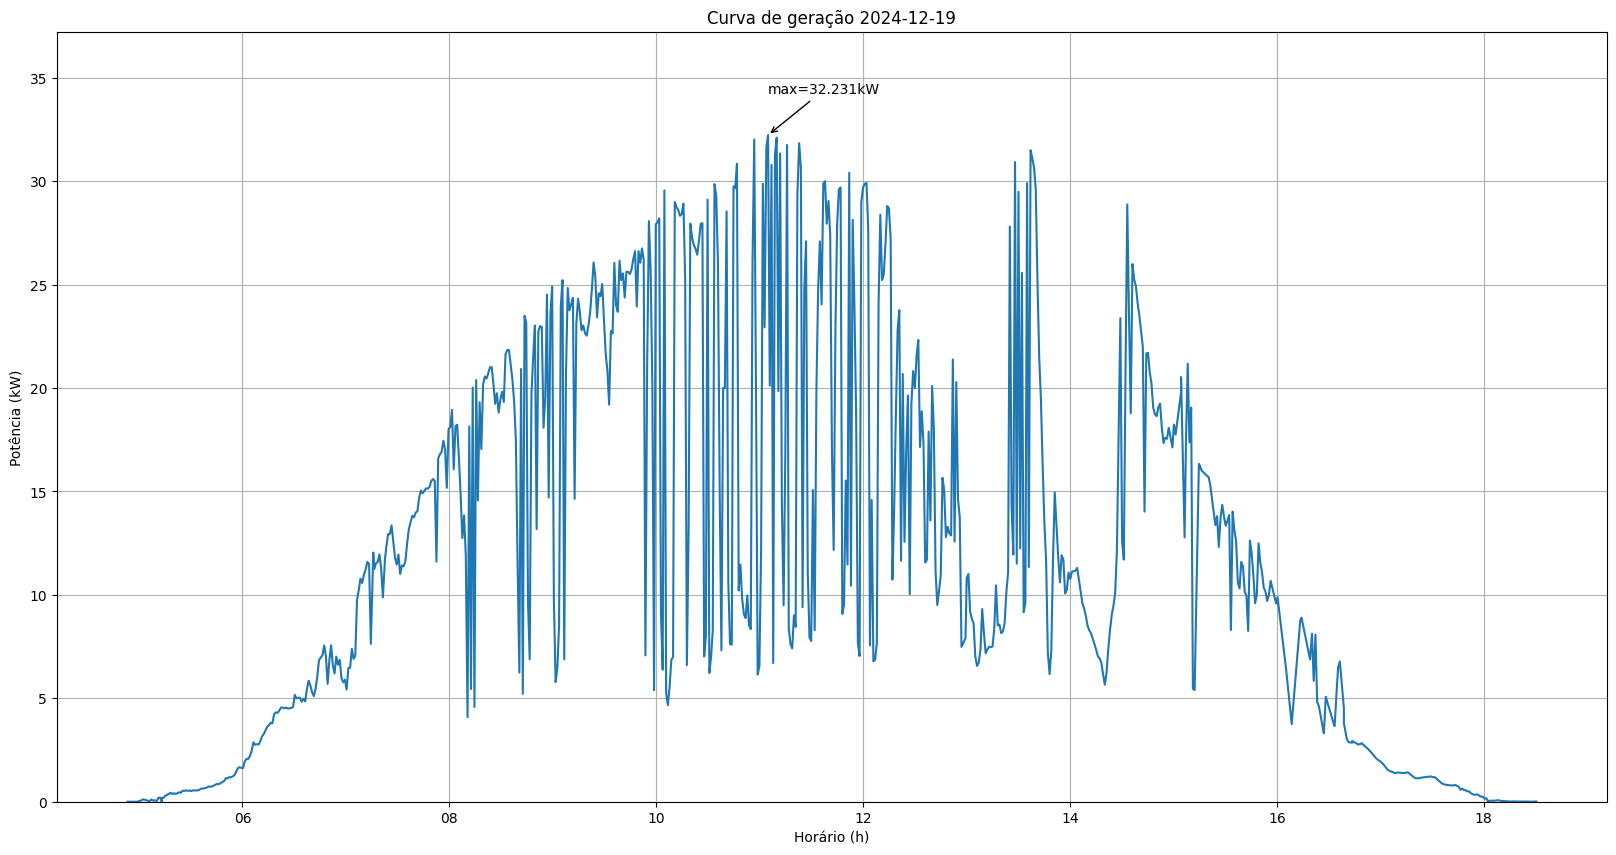 Curva de geração 2024-12-19
max=32.231kW
Potência (kW)
35
30
25
20
15
10
5
0
06 08 10 12 14 16 18
Horário (h)